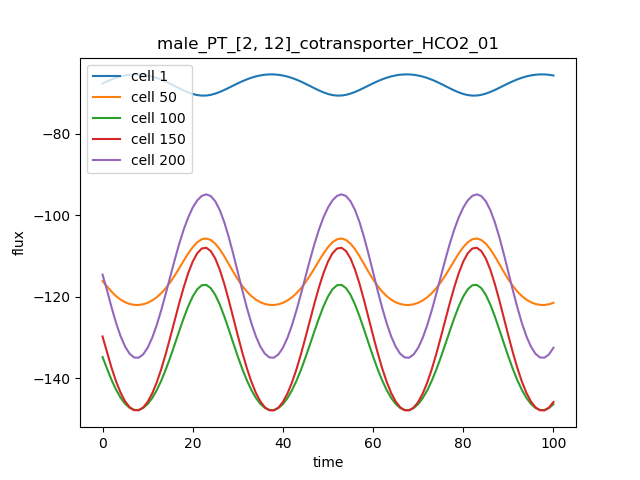 male_PT_[2, 12]_cotransporter_HCO2_01
cell 1
cell 50
cell 100
cell 150
cell 200
flux
−80
−100
−120
−140
0 20 40 60 80 100
time